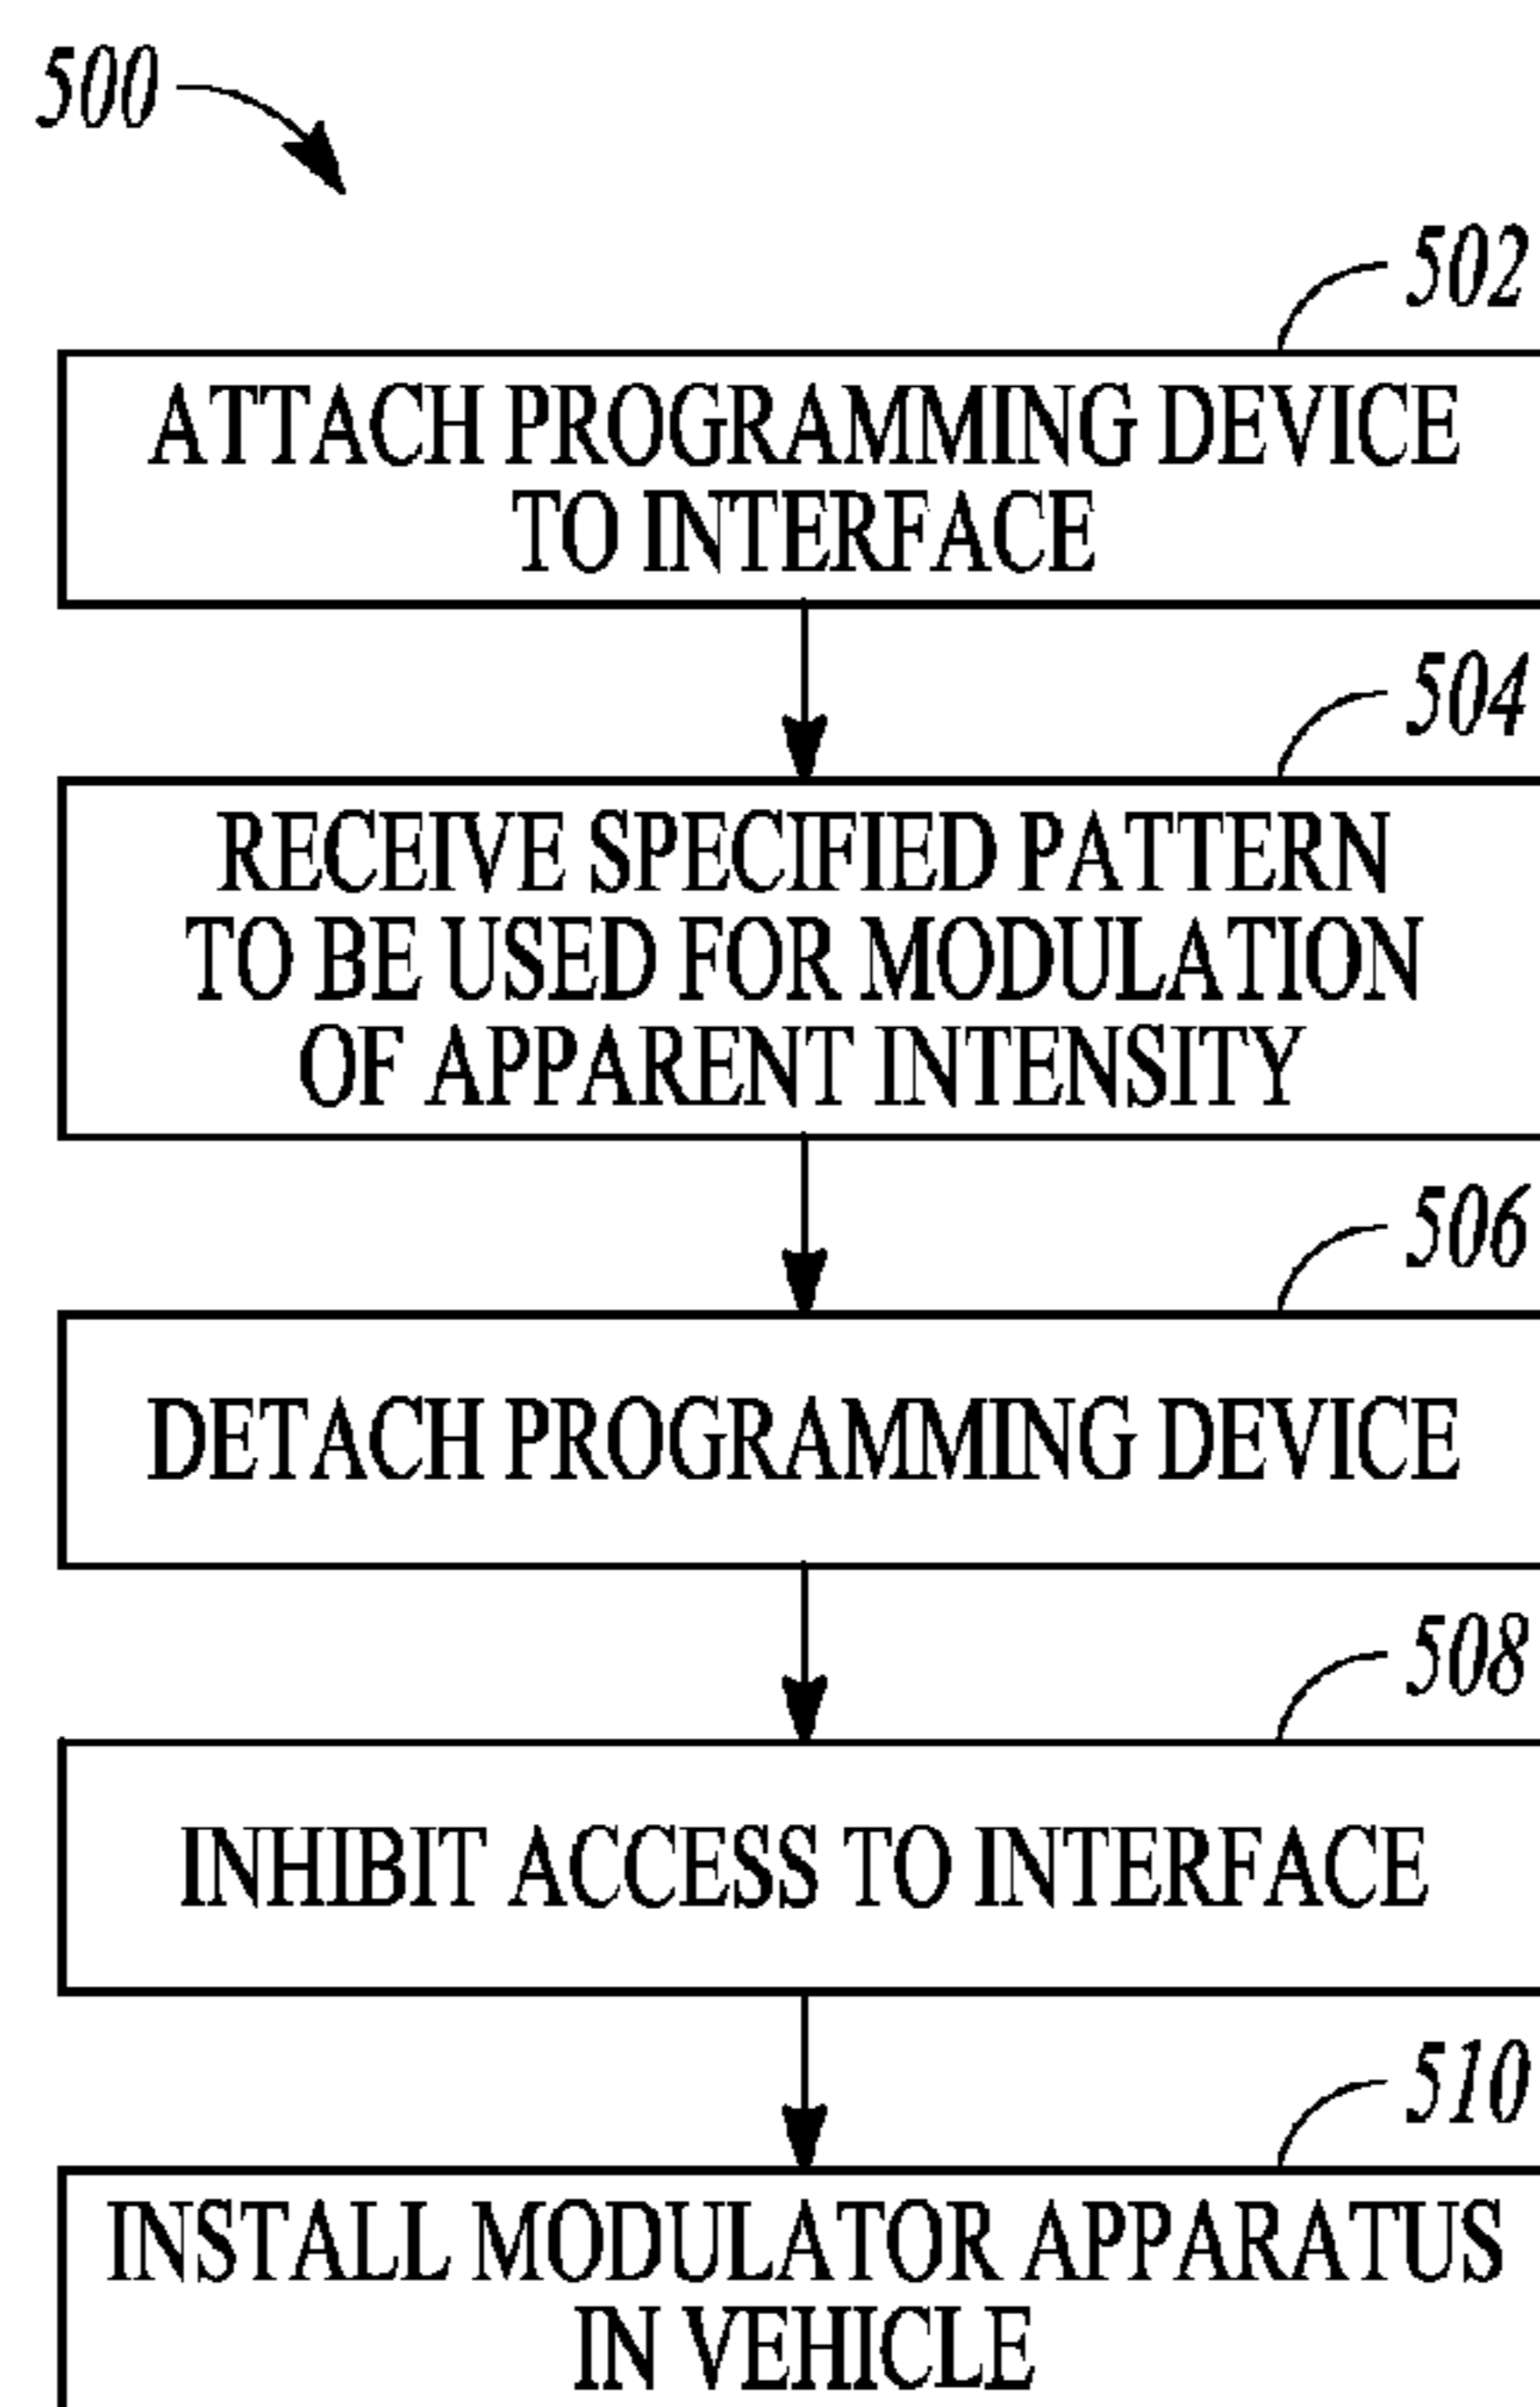 500
502
ATTACH PROGRAMMING DEVICE
TO INTERFACE
504
RECEIVE SPECIFIED PATTERN
TO BE USED FOR MODULATION
OF APPARENT INTENSITY
506
DETACH PROGRAMMING DEVICE
508
INHIBIT ACCESS TO INTERFACE
510
INSTALL MODULATOR APPARATUS
IN VEHICLE